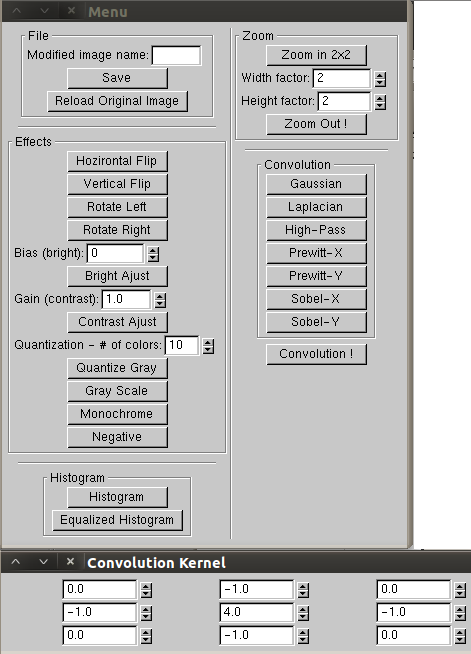 Menu
File
Modified image name:
Save
Reload Original Image
Effects
Hozirontal Flip
Vertical Flip
Rotate Left
Rotate Right
Bias (bright): 0
Bright Ajust
Gain (contrast): 1.0
Contrast Ajust
Quantization - # of colors: 10
Quantize Gray
Gray Scale
Monochrome
Negative
Histogram
Histogram
Equalized Histogram
Zoom
Zoom in 2x2
Width factor: 2
Height factor: 2
Zoom Out !
Convolution
Gaussian
Laplacian
High-Pass
Prewitt-X
Prewitt-Y
Sobel-X
Sobel-Y
Convolution !
Convolution Kernel
0.0 -1.0 0.0
-1.0 4.0 -1.0
0.0 -1.0 0.0